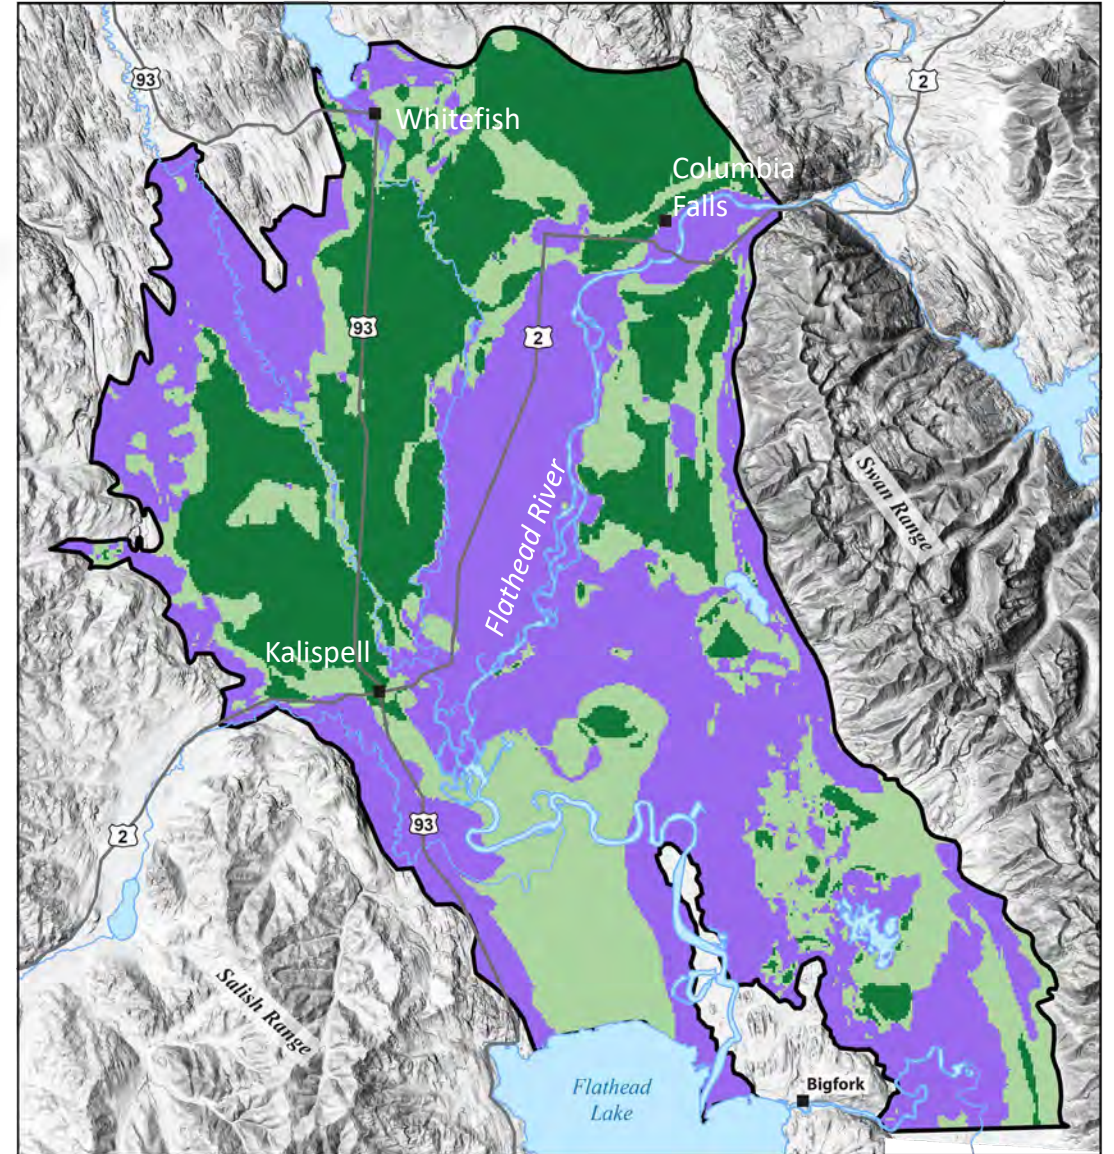 93
2
Whitefish
Columbia
Falls
93
2
Flathead River
Swan Range
Kalispell
93
2
Salish Range
Flathead
Lake
Bigfork